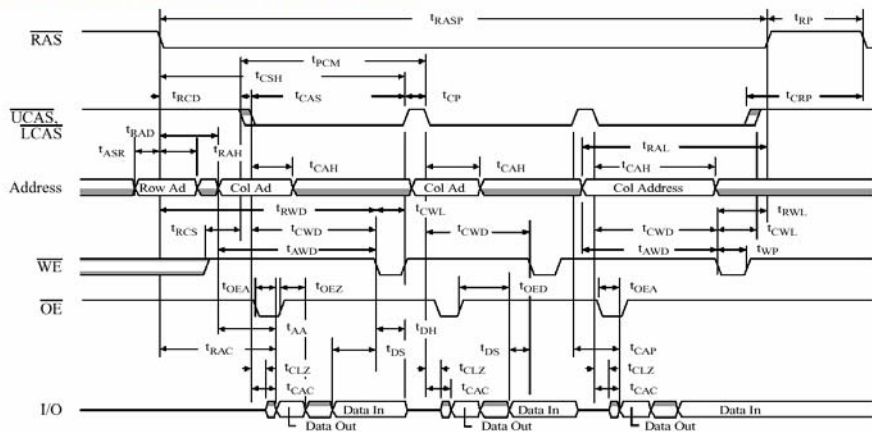 tRASP tRP
RAS
tPCM
tCSH
tRCD tCAS tCP tCRP
UCAS,
LCAS
tRAD
tASR tRAH tRAL
tCAH tCAH tCAH
Address Row Ad Col Ad Col Ad Col Address
tRWD tCWL tRWL
tRCS tCWD tCWD tCWD tCWL
tAWD tAWD tWP
WE
tOEA tOEZ tOED tOEA
OE
tAA tDH
tRAC tDS tDS tCAP
tCLZ tCLZ tCLZ
tCAC tCAC tCAC
I/O Data In Data In Data In
Data Out Data Out Data Out